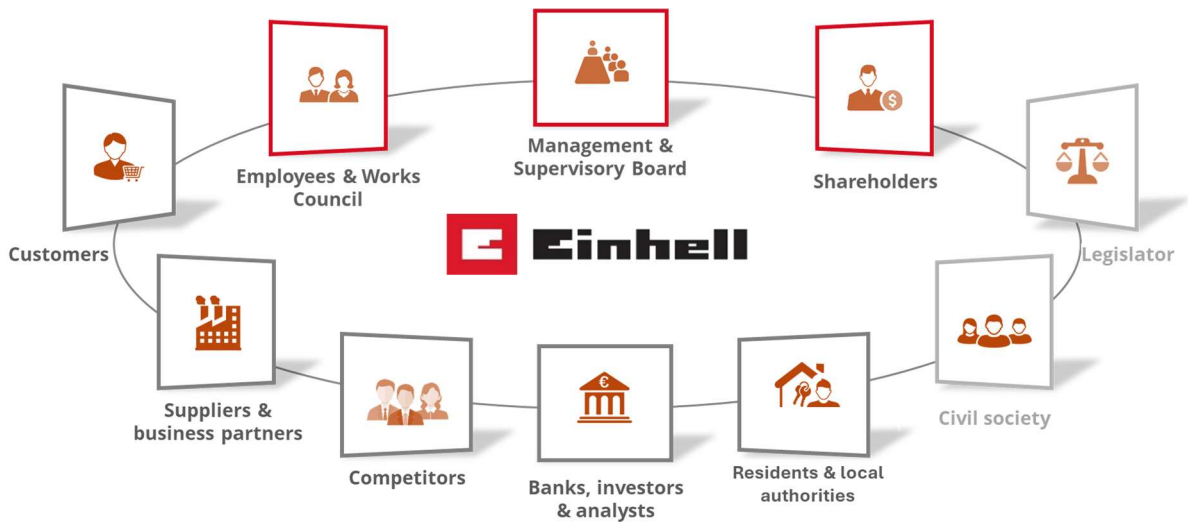 Management &
Supervisory Board
Employees & Works
Council
Shareholders
Customers
Einhell
Legislator
Suppliers &
business partners
Civil society
Competitors
Banks, investors
& analysts
Residents & local
authorities